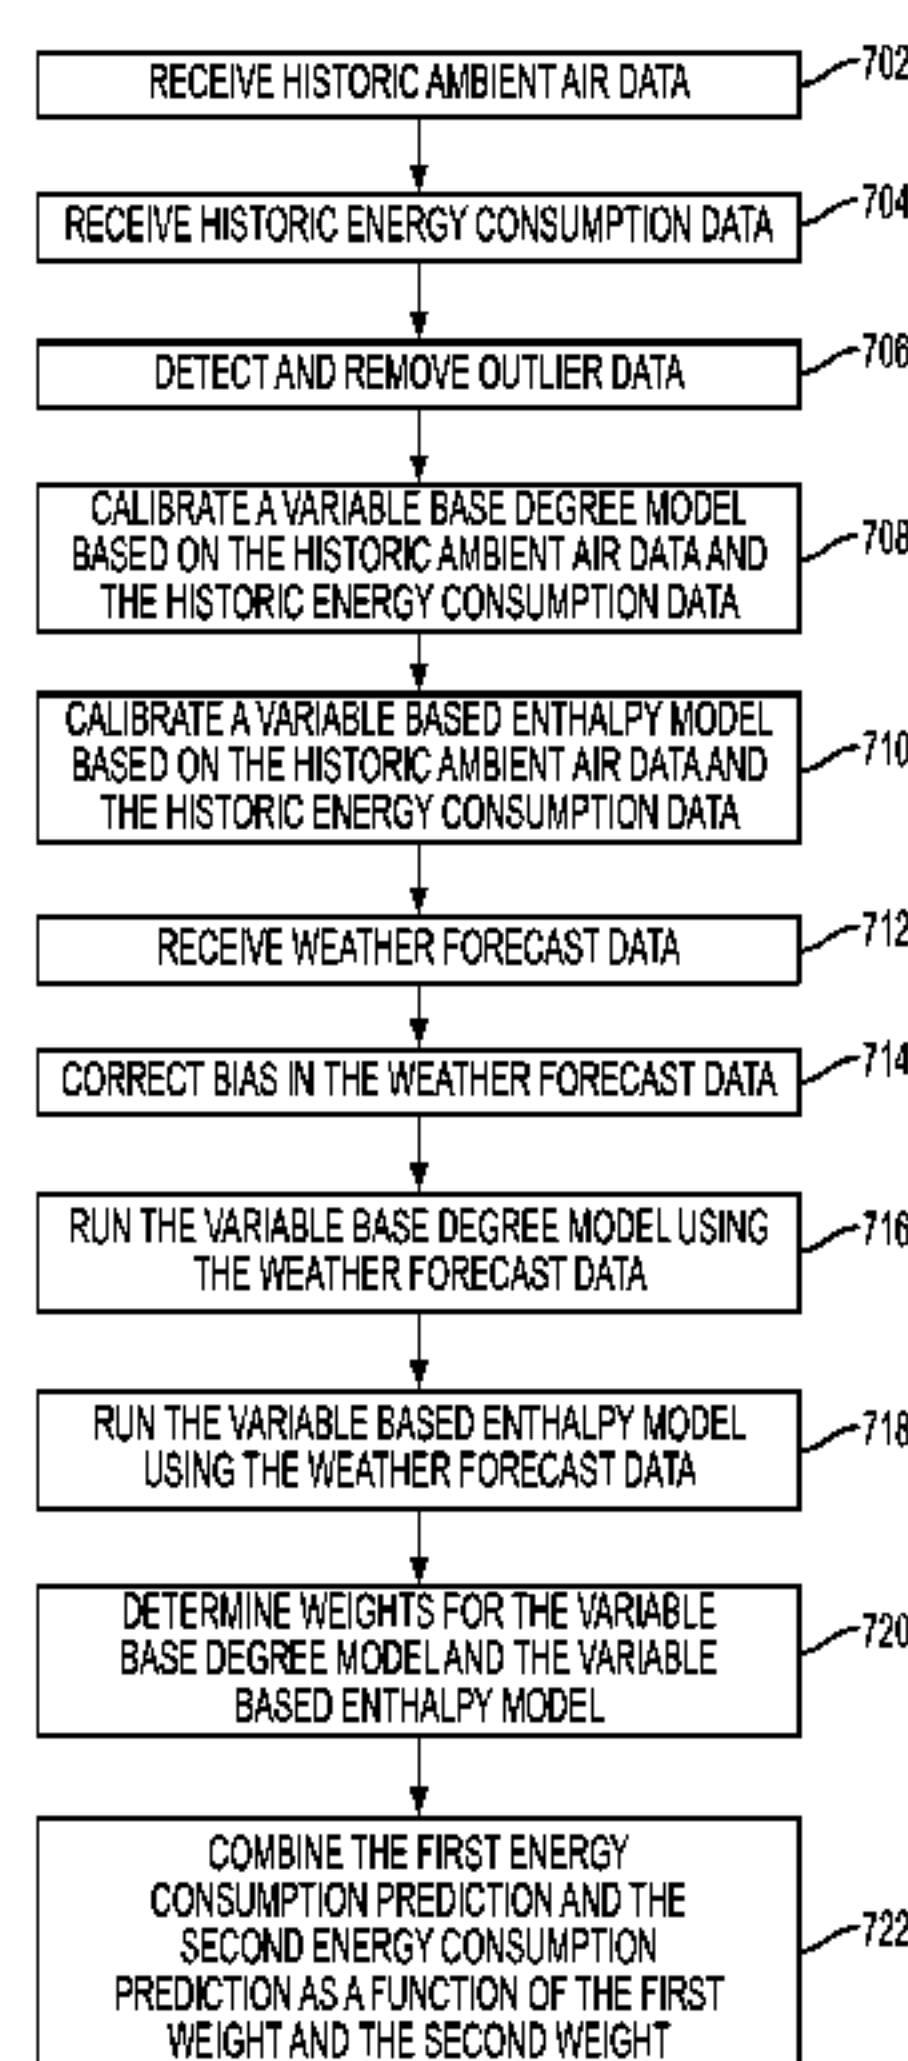 RECEIVE HISTORIC AMBIENT AIR DATA
702
RECEIVE HISTORIC ENERGY CONSUMPTION DATA
704
DETECT AND REMOVE OUTLIER DATA
706
CALIBRATE A VARIABLE BASE DEGREE MODEL
BASED ON THE HISTORIC AMBIENT AIR DATA AND
THE HISTORIC ENERGY CONSUMPTION DATA
708
CALIBRATE A VARIABLE BASED ENTHALPY MODEL
BASED ON THE HISTORIC AMBIENT AIR DATA AND
THE HISTORIC ENERGY CONSUMPTION DATA
710
RECEIVE WEATHER FORECAST DATA
712
CORRECT BIAS IN THE WEATHER FORECAST DATA
714
RUN THE VARIABLE BASE DEGREE MODEL USING
THE WEATHER FORECAST DATA
716
RUN THE VARIABLE BASED ENTHALPY MODEL
USING THE WEATHER FORECAST DATA
718
DETERMINE WEIGHTS FOR THE VARIABLE
BASE DEGREE MODEL AND THE VARIABLE
BASED ENTHALPY MODEL
720
COMBINE THE FIRST ENERGY
CONSUMPTION PREDICTION AND THE
SECOND ENERGY CONSUMPTION
PREDICTION AS A FUNCTION OF THE FIRST
WEIGHT AND THE SECOND WEIGHT
722